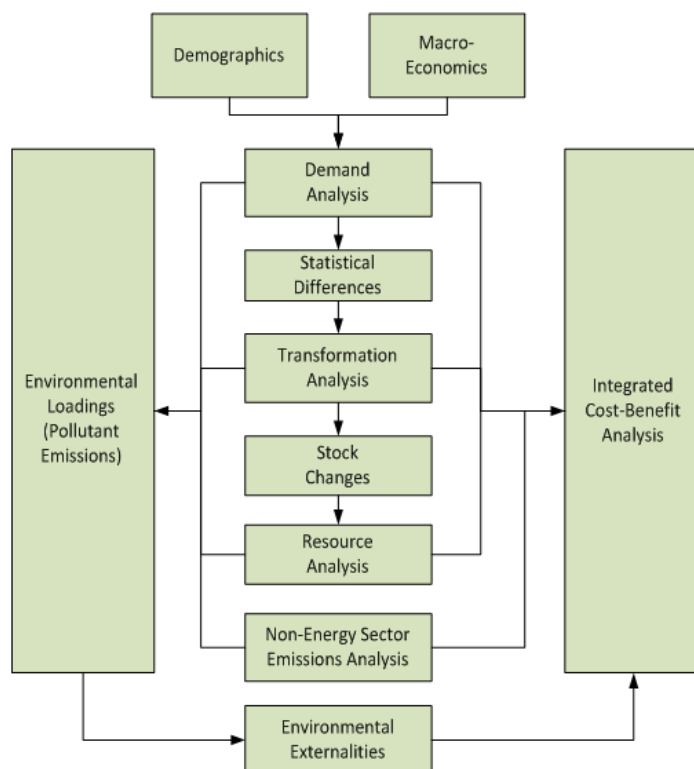 Demographics
Macro-
Economics
Demand
Analysis
Statistical
Differences
Transformation
Analysis
Environmental
Loadings
(Pollutant
Emissions)
Integrated
Cost-Benefit
Analysis
Stock
Changes
Resource
Analysis
Non-Energy Sector
Emissions Analysis
Environmental
Externalities